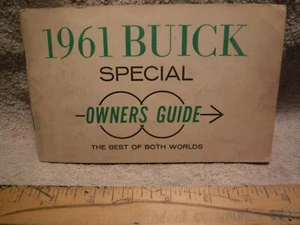 1961 BUICK
SPECIAL
OWNERS GUIDE
THE BEST OF BOTH WORLDS